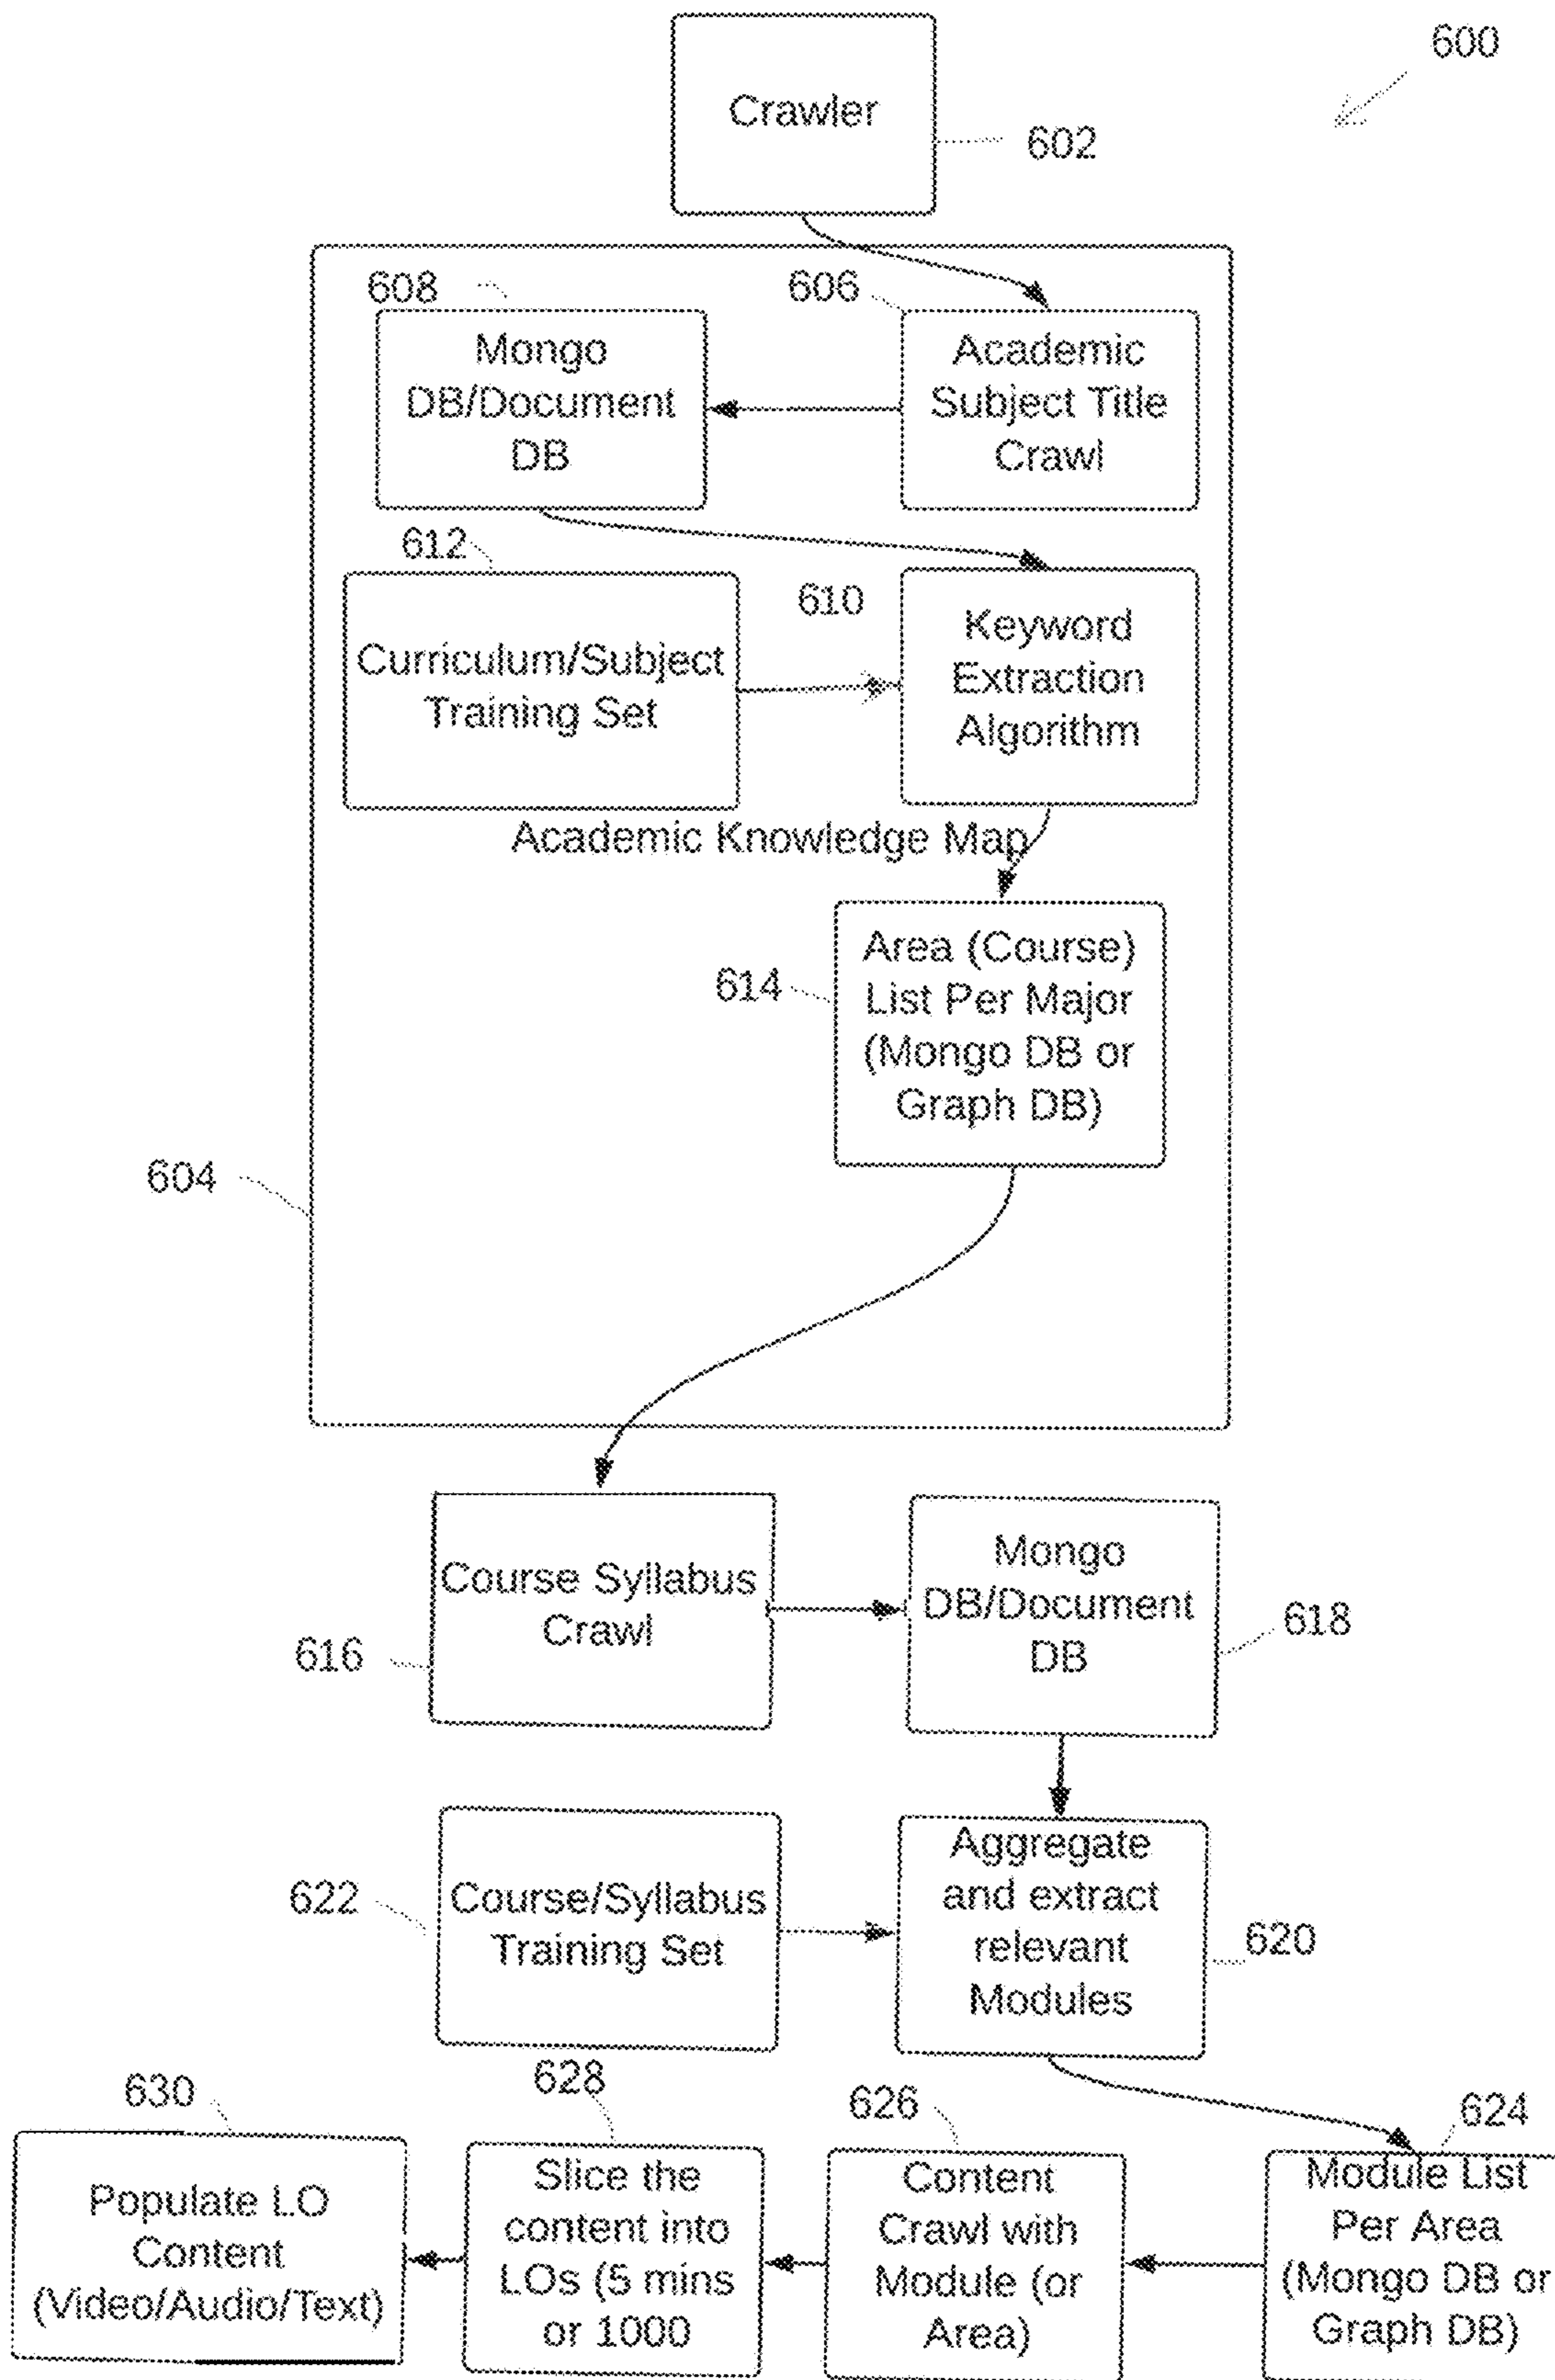 600
Crawler
602
608
606
Mongo
DB/Document
DB
Academic
Subject Title
Crawl
612
610
Curriculum/Subject
Training Set
Keyword
Extraction
Algorithm
Academic Knowledge Map
614
Area (Course)
List Per Major
(Mongo DB or
Graph DB)
604
Course Syllabus
Crawl
616
Mongo
DB/Document
DB
618
622
Course/Syllabus
Training Set
Aggregate
and extract
relevant
Modules
620
630
Populate LO
Content
(Video/Audio/Text)
628
Slice the
content into
LOs (5 mins
or 1000
626
Content
Crawl with
Module (or
Area)
624
Module List
Per Area
(Mongo DB or
Graph DB)